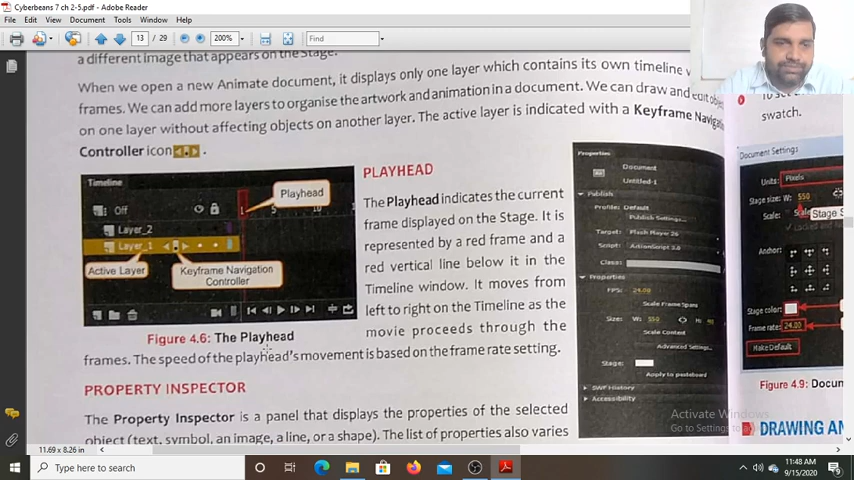 Cyberbeans 7 ch 2-5.pdf - Adobe Reader
File Edit View Document Tools Window Help
13 / 29 200% Find
a different image that appears on the Stage.
When we open a new Animate document, it displays only one layer which contains its own timeline
frames. We can add more layers to organise the artwork and animation in a document. We can draw and edit
on one layer without affecting objects on another layer. The active layer is indicated with a Keyframe
Controller icon .
Timeline
Off 1 5 10
Playhead
Layer_2
Layer_1
Active Layer
Keyframe Navigation
Controller
Figure 4.6: The Playhead
PLAYHEAD
The Playhead indicates the current
frame displayed on the Stage. It is
represented by a red frame and a
red vertical line below it in the
Timeline window. It moves from
left to right on the Timeline as the
movie proceeds through the
frames. The speed of the playhead's movement is based on the frame rate setting.
PROPERTY INSPECTOR
The Property Inspector is a panel that displays the properties of the selected
object (text, symbol, an image, a line, or a shape). The list of properties also varies
Properties
Document
Untitled-1
Publish
Profile: Default
Publish Settings...
Target: Flash Player 26
Script: ActionScript 3.0
Class:
Properties
FPS: 24.00
Scale Frame Spans
Size: W: 550 H:
Scale Content
Advanced Settings...
Stage:
Apply to pasteboard
SWF History
Accessibility
swatch.
Document Settings
Units: Pixels
Stage size: W: 550
Scale:
Stage S
Anchor:
Stage color:
Frame rate: 24.00
Make Default
Figure 4.9: Docum
DRAWING AN
Activate Windows
Go to Settings to
11.69 x 8.26 in
Type here to search
11:48 AM
9/15/2020